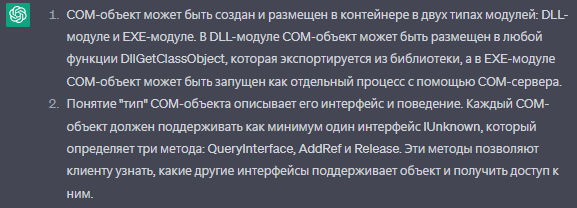 1. COM-объект может быть создан и размещен в контейнере в двух типах модулей: DLL-
модуле и EXE-модуле. В DLL-модуле COM-объект может быть размещен в любой
функции DllGetClassObject, которая экспортируется из библиотеки, а в EXE-модуле
COM-объект может быть запущен как отдельный процесс с помощью COM-сервера.
2. Понятие "тип" COM-объекта описывает его интерфейс и поведение. Каждый COM-
объект должен поддерживать как минимум один интерфейс IUnknown, который
определяет три метода: QueryInterface, AddRef и Release. Эти методы позволяют
клиенту узнать, какие другие интерфейсы поддерживает объект и получить доступ к
ним.